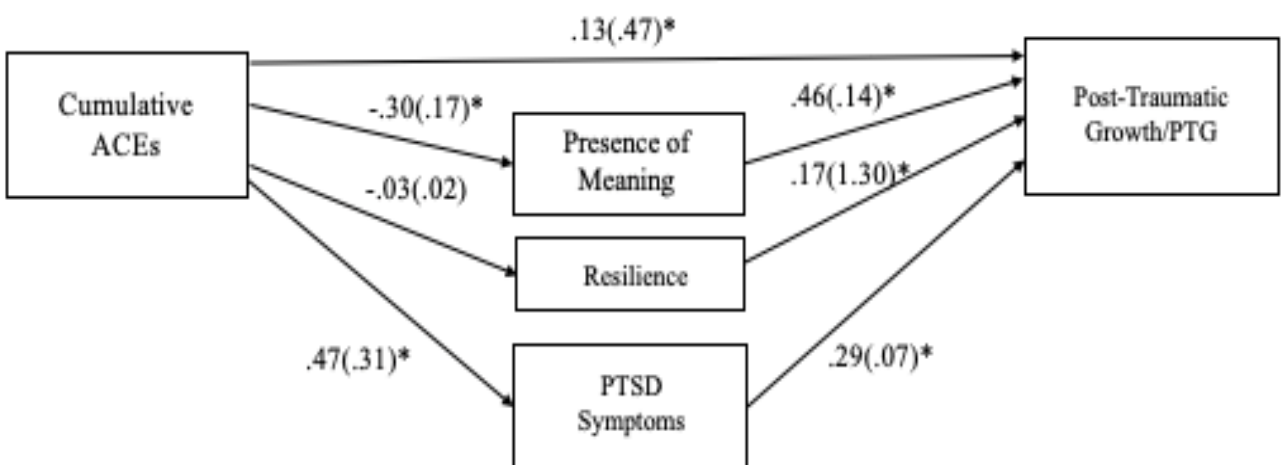 .13(.47)*
Cumulative
ACEs
-.30(.17)*
.46(.14)*
Post-Traumatic
Growth/PTG
Presence of
Meaning
-.03(.02)
.17(1.30)*
Resilience
.47(.31)*
.29(.07)*
PTSD
Symptoms